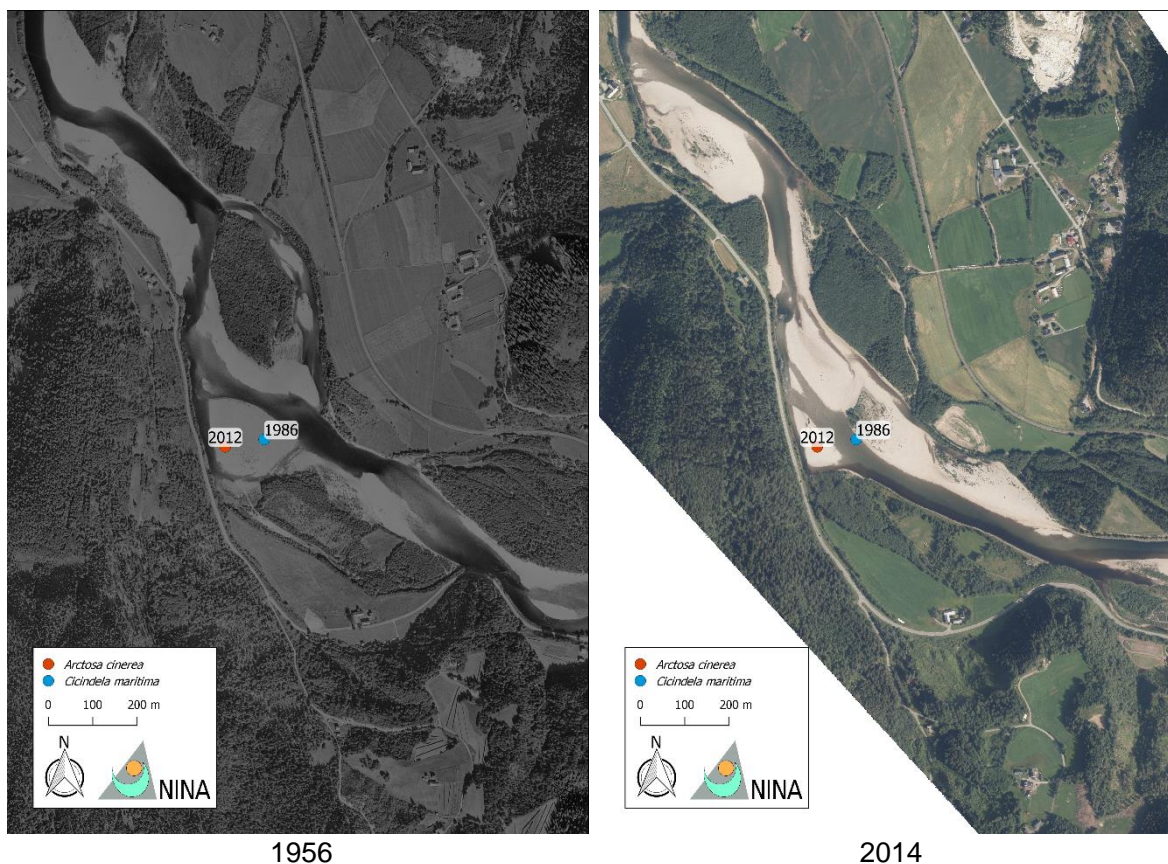 2012
1986
Arctosa cinerea
Cicindela maritima
0 100 200 m
N
NINA
1956
2012
1986
Arctosa cinerea
Cicindela maritima
0 100 200 m
N
NINA
2014